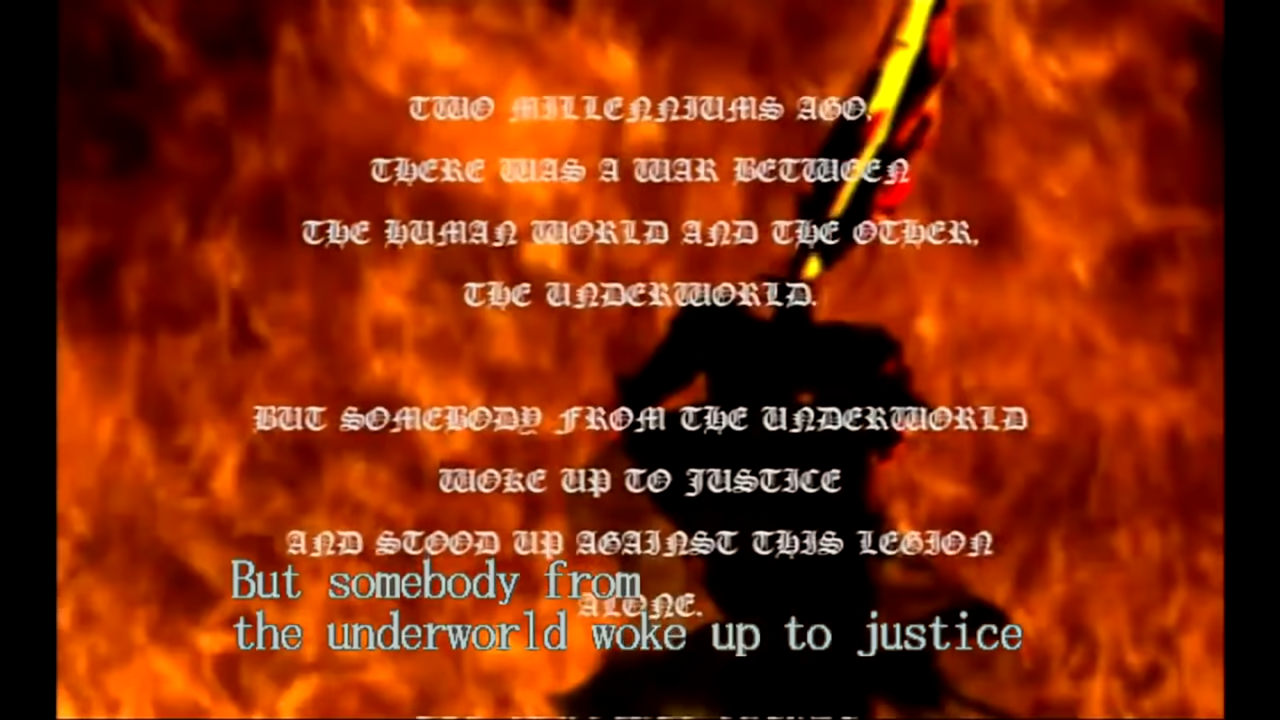 TWO MILLENNIUMS AGO,
THERE WAS A WAR BETWEEN
THE HUMAN WORLD AND THE OTHER,
THE UNDERWORLD.
BUT SOMEBODY FROM THE UNDERWORLD
WOKE UP TO JUSTICE
AND STOOD UP AGAINST THIS LEGION
ALONE.
But somebody from
the underworld woke up to justice